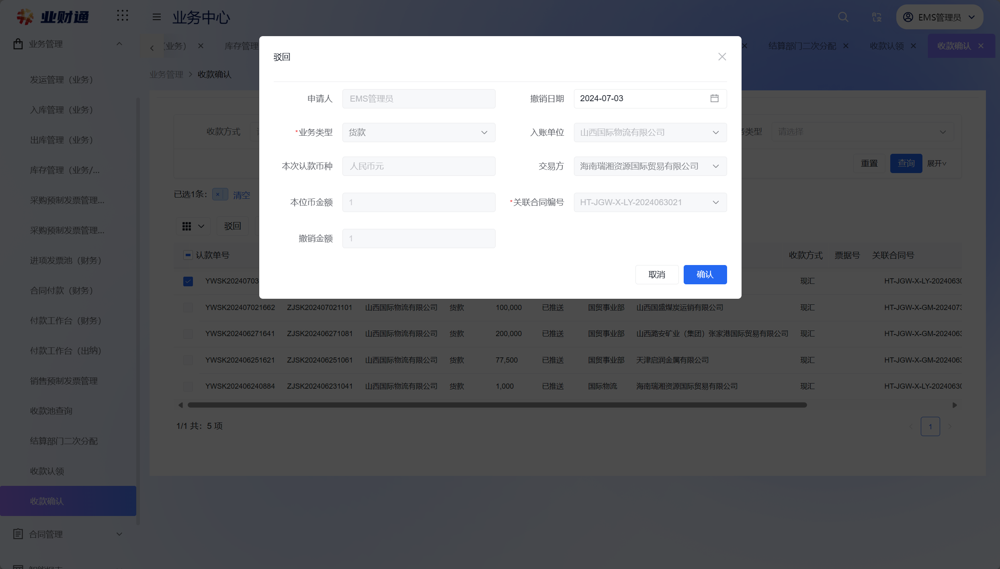 业财通
业务中心
EMS管理员
业务管理
(业务)
库存管理
结算部门二次分配
收款认领
收款确认
业务管理 > 收款确认
发运管理（业务）
入库管理（业务）
出库管理（业务）
库存管理（业务/...
采购预制发票管理...
采购预制发票管理...
进项发票池（财务）
合同付款（财务）
付款工作台（财务）
付款工作台（出纳）
销售预制发票管理
收款池查询
结算部门二次分配
收款认领
收款确认
合同管理
驳回
申请人 EMS管理员 撤销日期 2024-07-03
*业务类型 货款 入账单位 山西国际物流有限公司
本次认款币种 人民币元 交易方 海南瑞湘资源国际贸易有限公司
本位币金额 1 *关联合同编号 HT-JGW-X-LY-2024063021
撤销金额 1
取消 确认
收款方式 类型 请选择
重置 查询 展开
已选1条： × 清空
驳回
认款单号 收款方式 票据号 关联合同号
YWSK20240703 现汇 HT-JGW-X-LY-20240630
YWSK202407021662 ZJSK202407021101 山西国际物流有限公司 货款 100,000 已推送 国贸事业部 山西国盛煤炭运销有限公司 现汇 HT-JGW-X-GM-2024073
YWSK202406271641 ZJSK202406271081 山西国际物流有限公司 货款 200,000 已推送 国贸事业部 山西潞安矿业（集团）张家港国际贸易有限公司 现汇 HT-JGW-X-GM-2024063
YWSK202406251621 ZJSK202406251061 山西国际物流有限公司 货款 77,500 已推送 国贸事业部 天津启润金属有限公司 现汇 HT-JGW-X-GM-2024063
YWSK202406240884 ZJSK202406231041 山西国际物流有限公司 货款 1,000 已推送 国际物流 海南瑞湘资源国际贸易有限公司 现汇 HT-JGW-X-LY-20240630
1/1 共：5 项
1